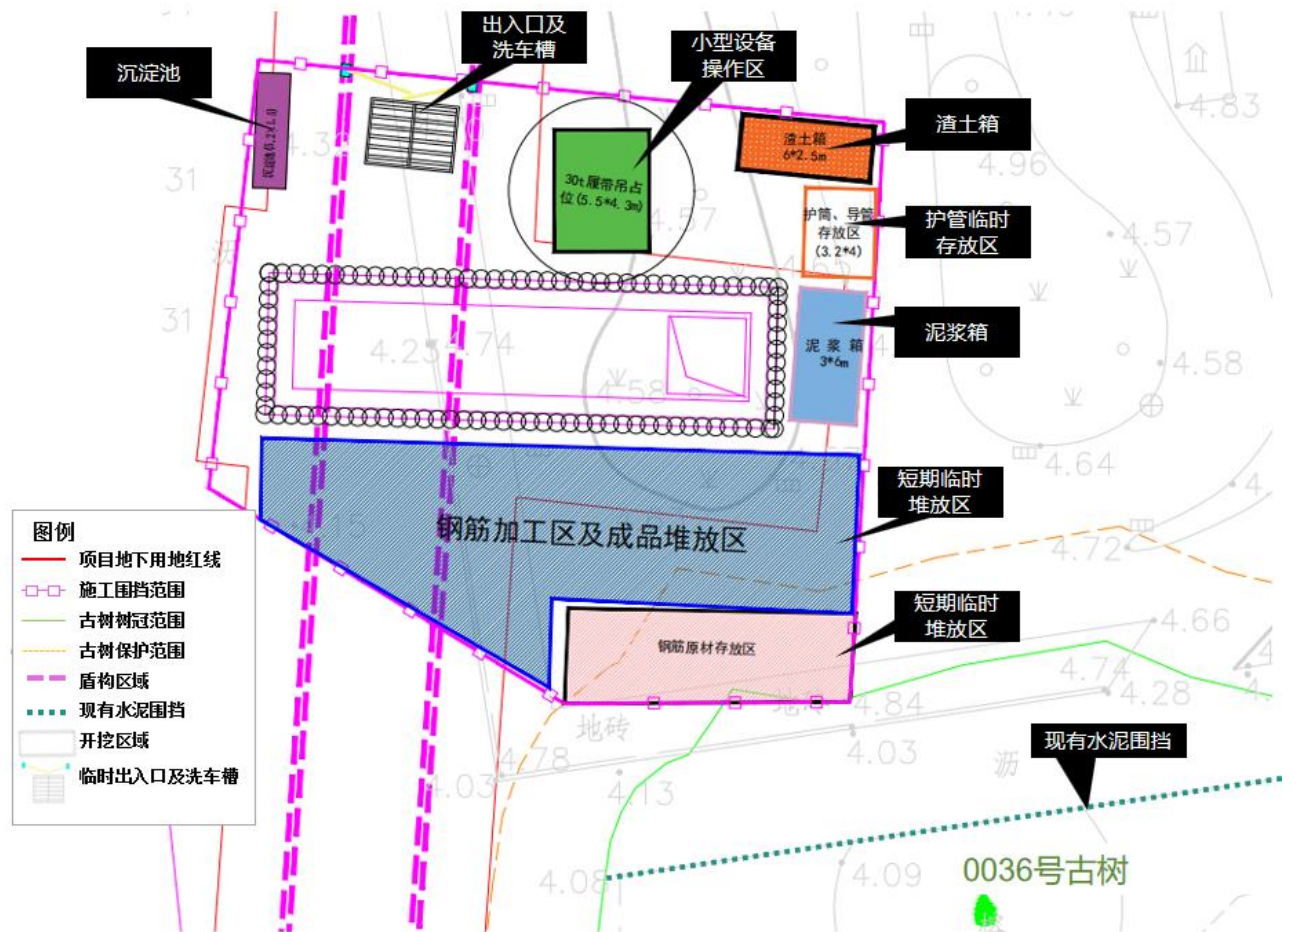 出入口及
洗车槽
沉淀池
小型设备
操作区
渣土箱
渣土箱
6*2.5m
30t履带吊占
位(5.5*4.3m)
护筒、导管
存放区
(3.2*4)
护管临时
存放区
泥浆箱
泥 浆 箱
3*6m
4.83
4.96
4.57
4.57
31
沥
31
4.74
4.58
4.58
4.64
短期临时
堆放区
钢筋加工区及成品堆放区
4.72
短期临时
堆放区
钢筋原材存放区
4.66
4.74
4.28
4.84
4.03
地砖
4.78
4.03
4.13
沥
现有水泥围挡
4.08
4.09
0036号古树
图例
项目地下用地红线
施工围挡范围
古树树冠范围
古树保护范围
盾构区域
现有水泥围挡
开挖区域
临时出入口及洗车槽